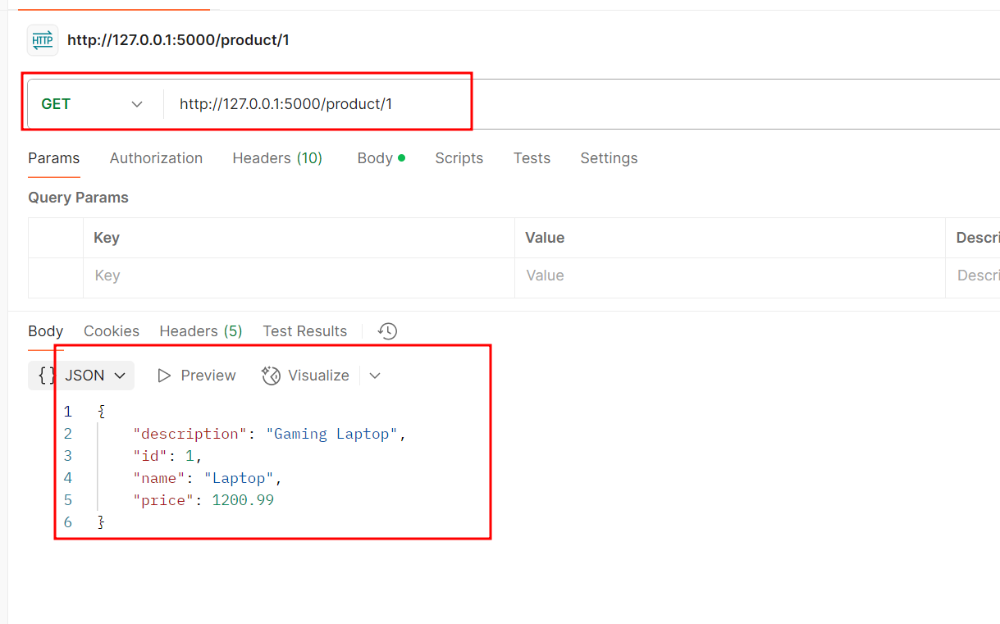 HTTP http://127.0.0.1:5000/product/1
GET http://127.0.0.1:5000/product/1
Params Authorization Headers (10) Body Scripts Tests Settings
Query Params
Key Value Descri
Key Value Descri
Body Cookies Headers (5) Test Results
{} JSON Preview Visualize
1 {
2 "description": "Gaming Laptop",
3 "id": 1,
4 "name": "Laptop",
5 "price": 1200.99
6 }